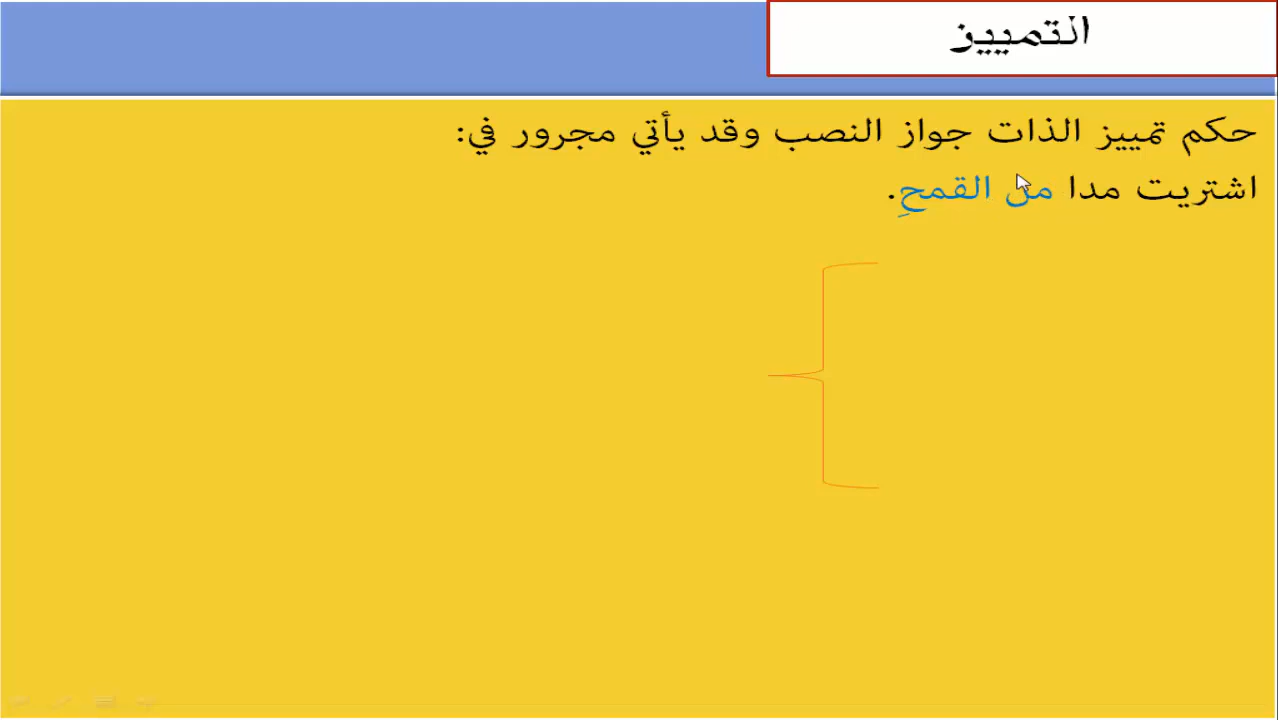 التمييز
حكم تمييز الذات جواز النصب وقد يأتي مجرور في:
اشتريت مدا من القمحِ.